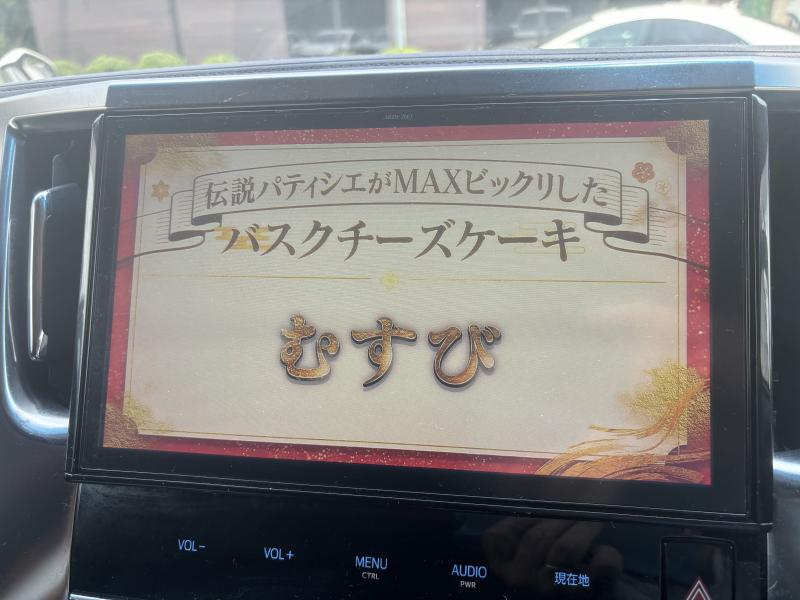 伝説パティシエがMAXビックリした
バスクチーズケーキ
むすび
VOL−
VOL+
MENU
CTRL
AUDIO
PWR
現在地